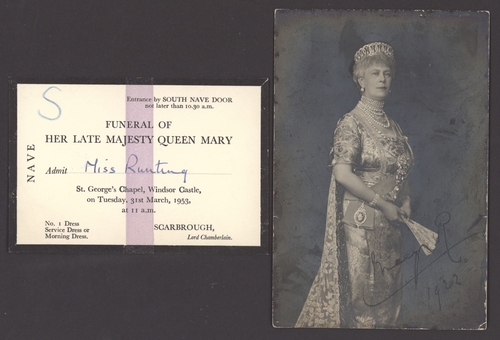 S
Entrance by SOUTH NAVE DOOR
not later than 10.30 a.m.
FUNERAL OF
HER LATE MAJESTY QUEEN MARY
NAVE
Admit Miss Runting
St. George's Chapel, Windsor Castle,
on Tuesday, 31st March, 1953,
at 11 a.m.
No. 1 Dress
Service Dress or
Morning Dress.
SCARBROUGH,
Lord Chamberlain.
Mary R